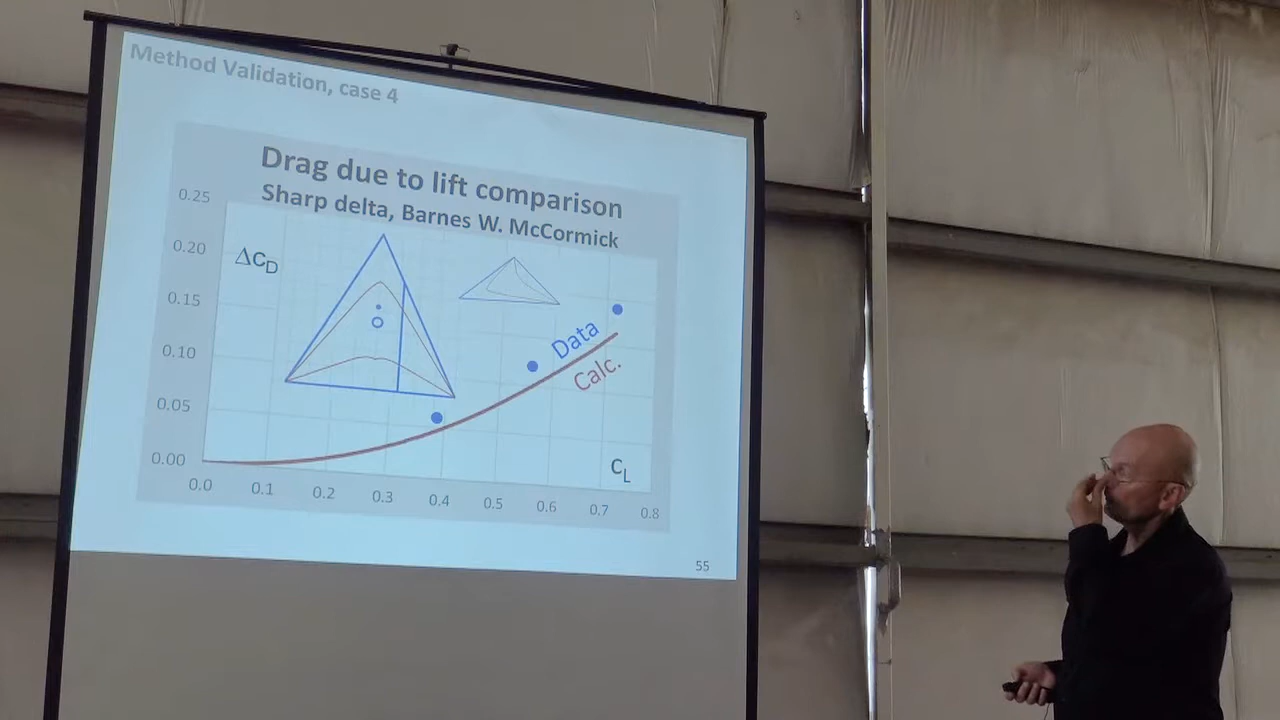 Method Validation, case 4
Drag due to lift comparison
Sharp delta, Barnes W. McCormick
0.25
0.20
0.15
0.10
0.05
0.00
ΔCD
Data
Calc.
CL
0.0 0.1 0.2 0.3 0.4 0.5 0.6 0.7 0.8
55